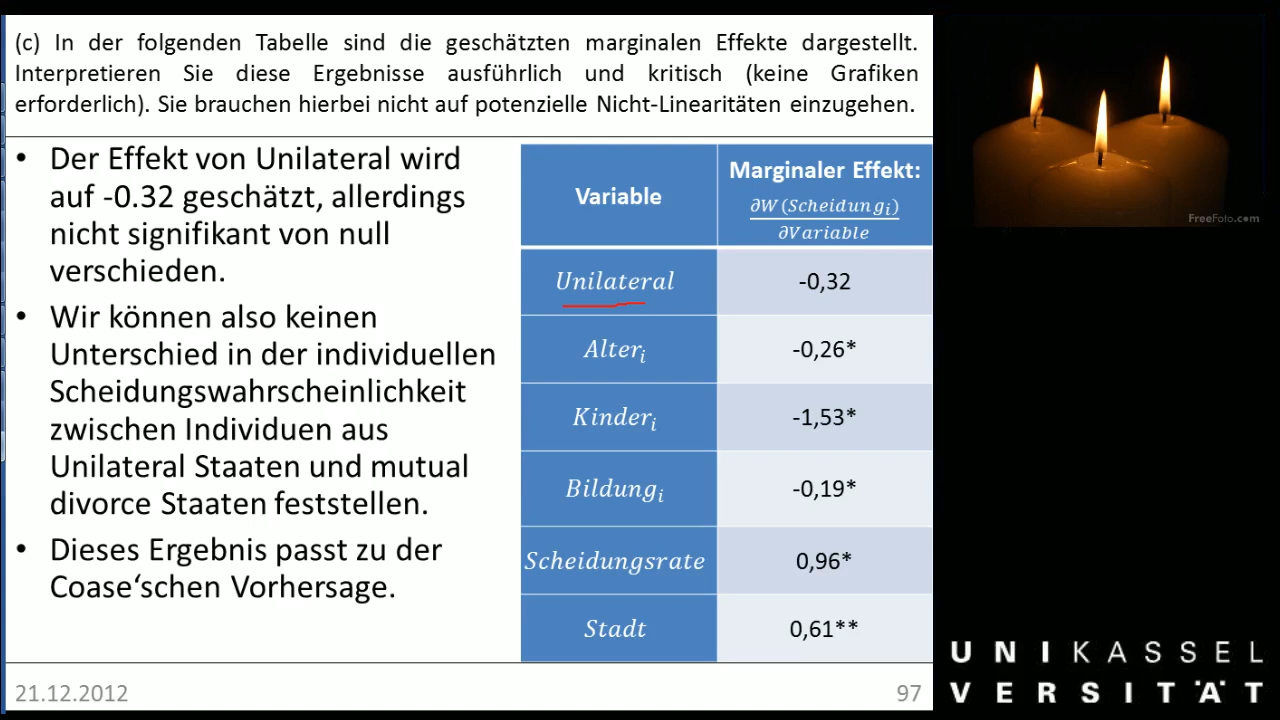 (c) In der folgenden Tabelle sind die geschätzten marginalen Effekte dargestellt.
Interpretieren Sie diese Ergebnisse ausführlich und kritisch (keine Grafiken
erforderlich). Sie brauchen hierbei nicht auf potenzielle Nicht-Linearitäten einzugehen.
• Der Effekt von Unilateral wird
auf -0.32 geschätzt, allerdings
nicht signifikant von null
verschieden.
• Wir können also keinen
Unterschied in der individuellen
Scheidungswahrscheinlichkeit
zwischen Individuen aus
Unilateral Staaten und mutual
divorce Staaten feststellen.
• Dieses Ergebnis passt zu der
Coase‘schen Vorhersage.
Variable
Marginaler Effekt:
∂W(Scheidungᵢ)
∂Variable
Unilateral -0,32
Alterᵢ -0,26*
Kinderᵢ -1,53*
Bildungᵢ -0,19*
Scheidungsrate 0,96*
Stadt 0,61**
21.12.2012
97
FreeFoto.com
UNIKASSEL
VERSITÄT